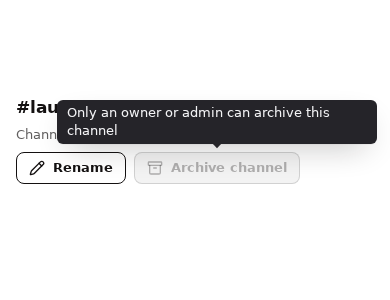 #lau
Only an owner or admin can archive this
channel
Chann
Rename
Archive channel